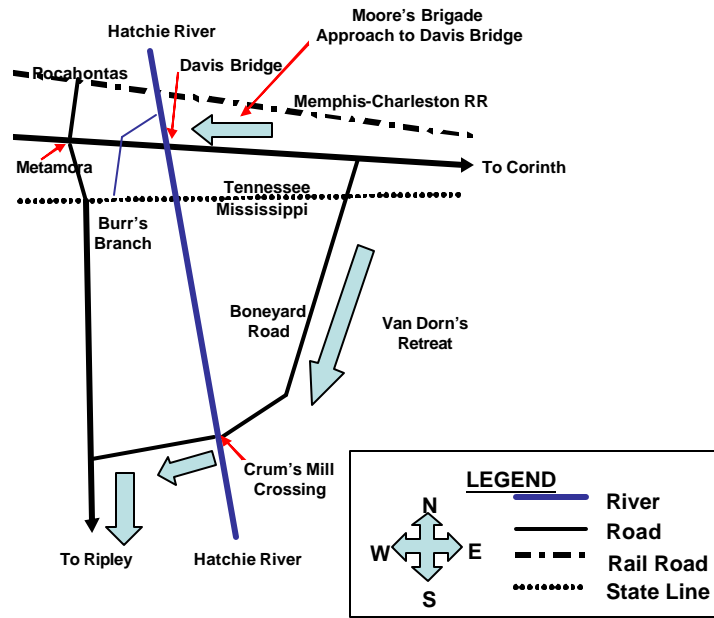 Moore's Brigade
Approach to Davis Bridge
Hatchie River
Davis Bridge
Rocahontas
Memphis-Charleston RR
Metamora
To Corinth
Tennessee
Mississippi
Burr's
Branch
Boneyard
Road
Van Dorn's
Retreat
Crum's Mill
Crossing
To Ripley
Hatchie River
LEGEND
N
W
E
S
River
Road
Rail Road
State Line